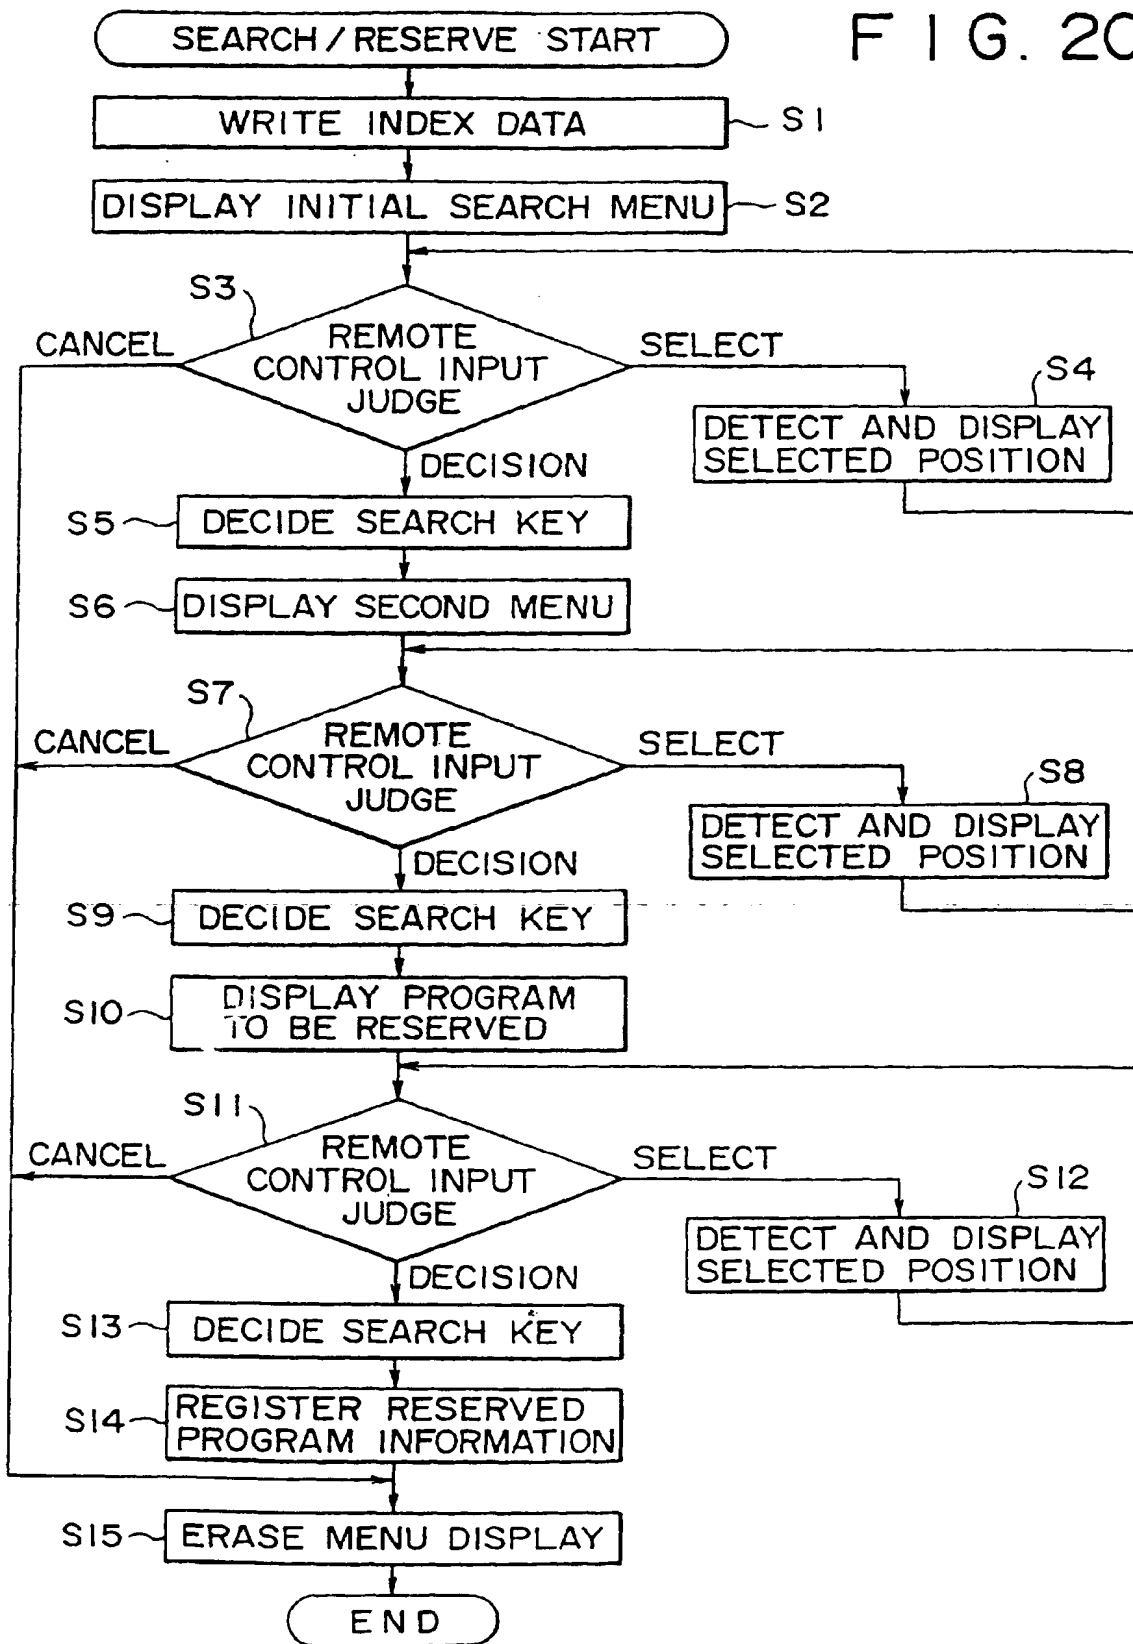 SEARCH / RESERVE START
FIG. 20
WRITE INDEX DATA
S1
DISPLAY INITIAL SEARCH MENU
S2
S3
CANCEL
REMOTE
CONTROL INPUT
JUDGE
SELECT
S4
DETECT AND DISPLAY
SELECTED POSITION
DECISION
S5
DECIDE SEARCH KEY
S6
DISPLAY SECOND MENU
S7
CANCEL
REMOTE
CONTROL INPUT
JUDGE
SELECT
S8
DETECT AND DISPLAY
SELECTED POSITION
DECISION
S9
DECIDE SEARCH KEY
S10
DISPLAY PROGRAM
TO BE RESERVED
S11
CANCEL
REMOTE
CONTROL INPUT
JUDGE
SELECT
S12
DETECT AND DISPLAY
SELECTED POSITION
DECISION
S13
DECIDE SEARCH KEY
S14
REGISTER RESERVED
PROGRAM INFORMATION
S15
ERASE MENU DISPLAY
END